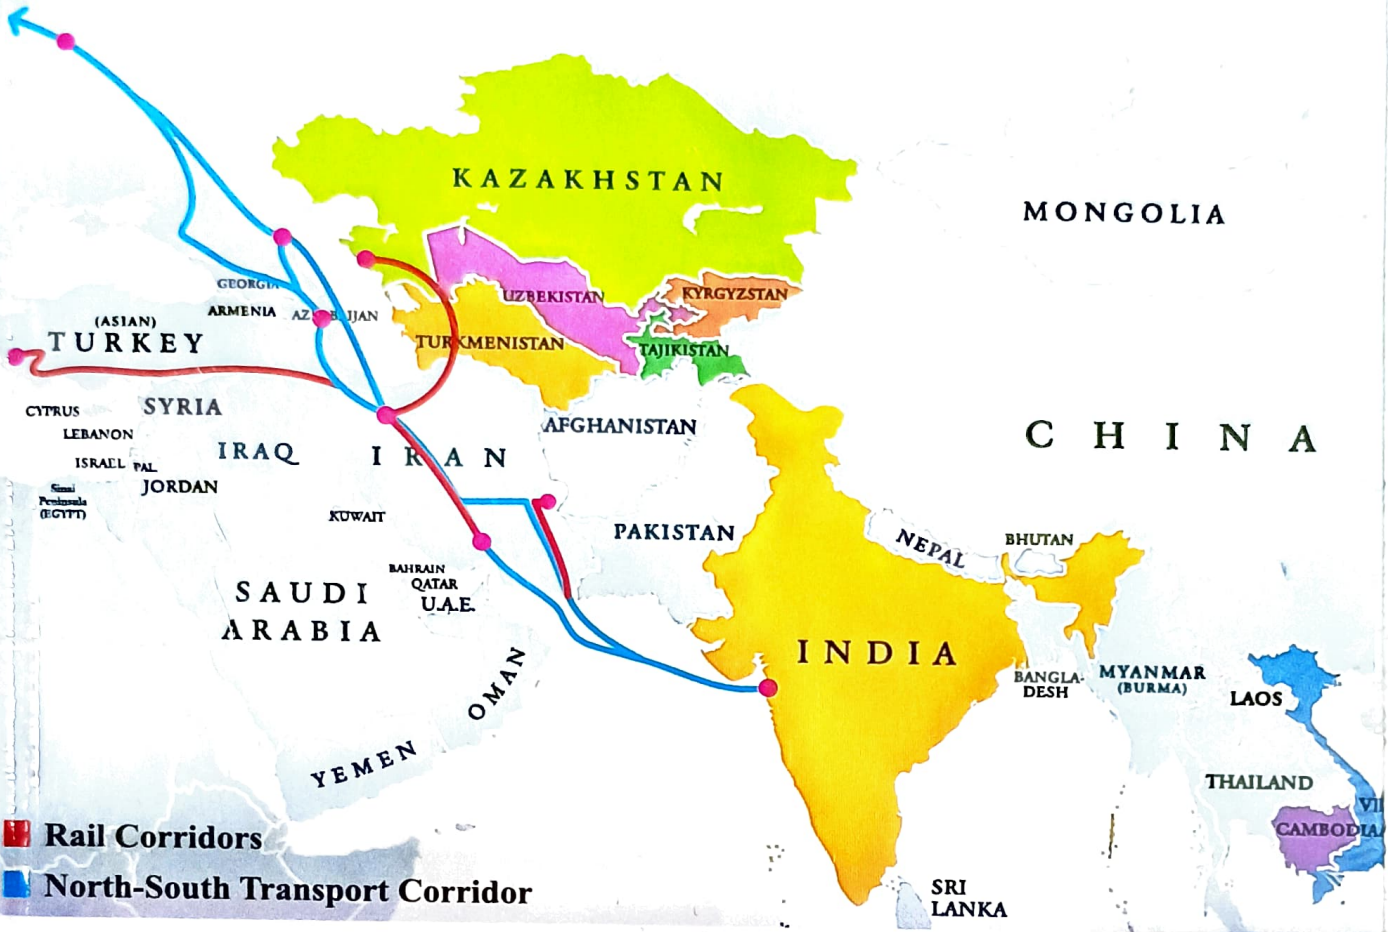 KAZAKHSTAN
MONGOLIA
GEORGIA
ARMENIA
UZBEKISTAN
KYRGYZSTAN
(ASIAN)
TURKEY
TURKMENISTAN
TAJIKISTAN
CYPRUS
SYRIA
LEBANON
AFGHANISTAN
CHINA
IRAQ
IRAN
ISRAEL
PAL
JORDAN
Sinai
Peninsula
(EGYPT)
KUWAIT
PAKISTAN
NEPAL
BHUTAN
BAHRAIN
QATAR
U.A.E.
SAUDI
ARABIA
OMAN
INDIA
BANGLA-
DESH
MYANMAR
(BURMA)
LAOS
YEMEN
THAILAND
VI
CAMBODIA
Rail Corridors
North-South Transport Corridor
SRI
LANKA